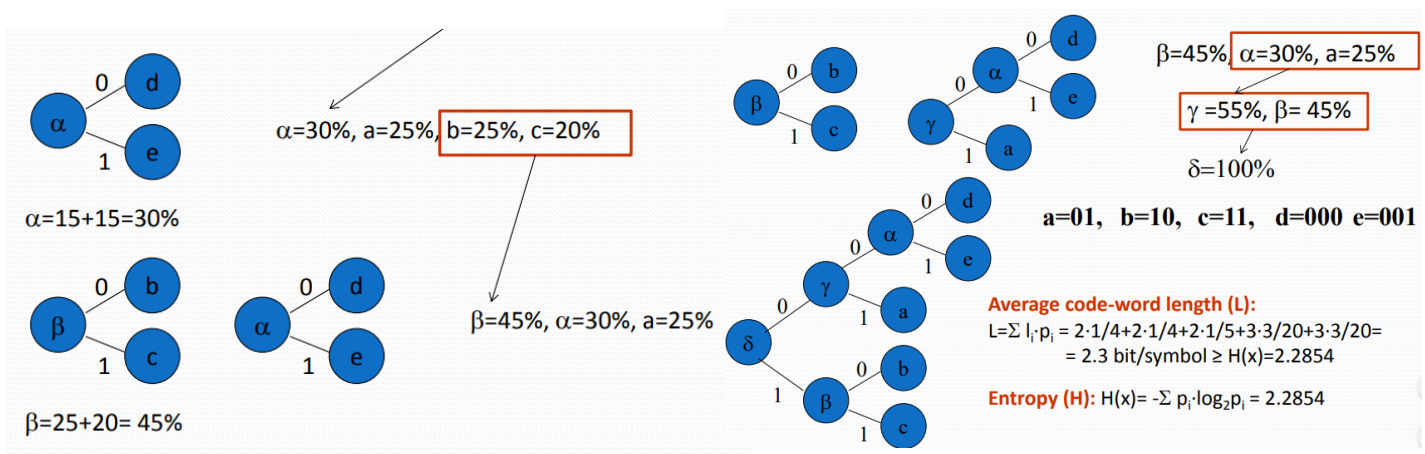 0 d
α
1 e
α=15+15=30%
α=30%, a=25%, b=25%, c=20%
0 b
β
1 c
β=25+20= 45%
0 d
α
1 e
β=45%, α=30%, a=25%
0 b
β
1 c
0 d
0 α
1 e
γ
1 a
β=45%, α=30%, a=25%
γ =55%, β= 45%
δ=100%
a=01, b=10, c=11, d=000 e=001
0 d
0 α
1 e
0 γ
1 a
δ
0 b
1 β
1 c
Average code-word length (L):
L=Σ lᵢ·pᵢ = 2·1/4+2·1/4+2·1/5+3·3/20+3·3/20=
= 2.3 bit/symbol ≥ H(x)=2.2854
Entropy (H): H(x)= -Σ pᵢ·log₂pᵢ = 2.2854